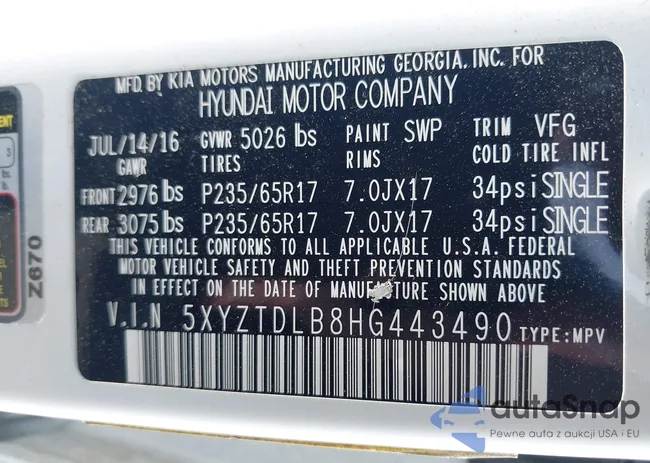 MFD. BY KIA MOTORS MANUFACTURING GEORGIA, INC. FOR
HYUNDAI MOTOR COMPANY
JUL/14/16 GVWR 5026 lbs PAINT SWP TRIM VFG
GAWR TIRES RIMS COLD TIRE INFL
FRONT 2976 lbs P235/65R17 7.0JX17 34psi SINGLE
REAR 3075 lbs P235/65R17 7.0JX17 34psi SINGLE
THIS VEHICLE CONFORMS TO ALL APPLICABLE U.S.A. FEDERAL
MOTOR VEHICLE SAFETY AND THEFT PREVENTION STANDARDS
IN EFFECT ON THE DATE OF MANUFACTURE SHOWN ABOVE
V.I.N 5XYZTDLB8HG443490 TYPE: MPV
Z670
autaSnap
Pewne auta z aukcji USA i EU